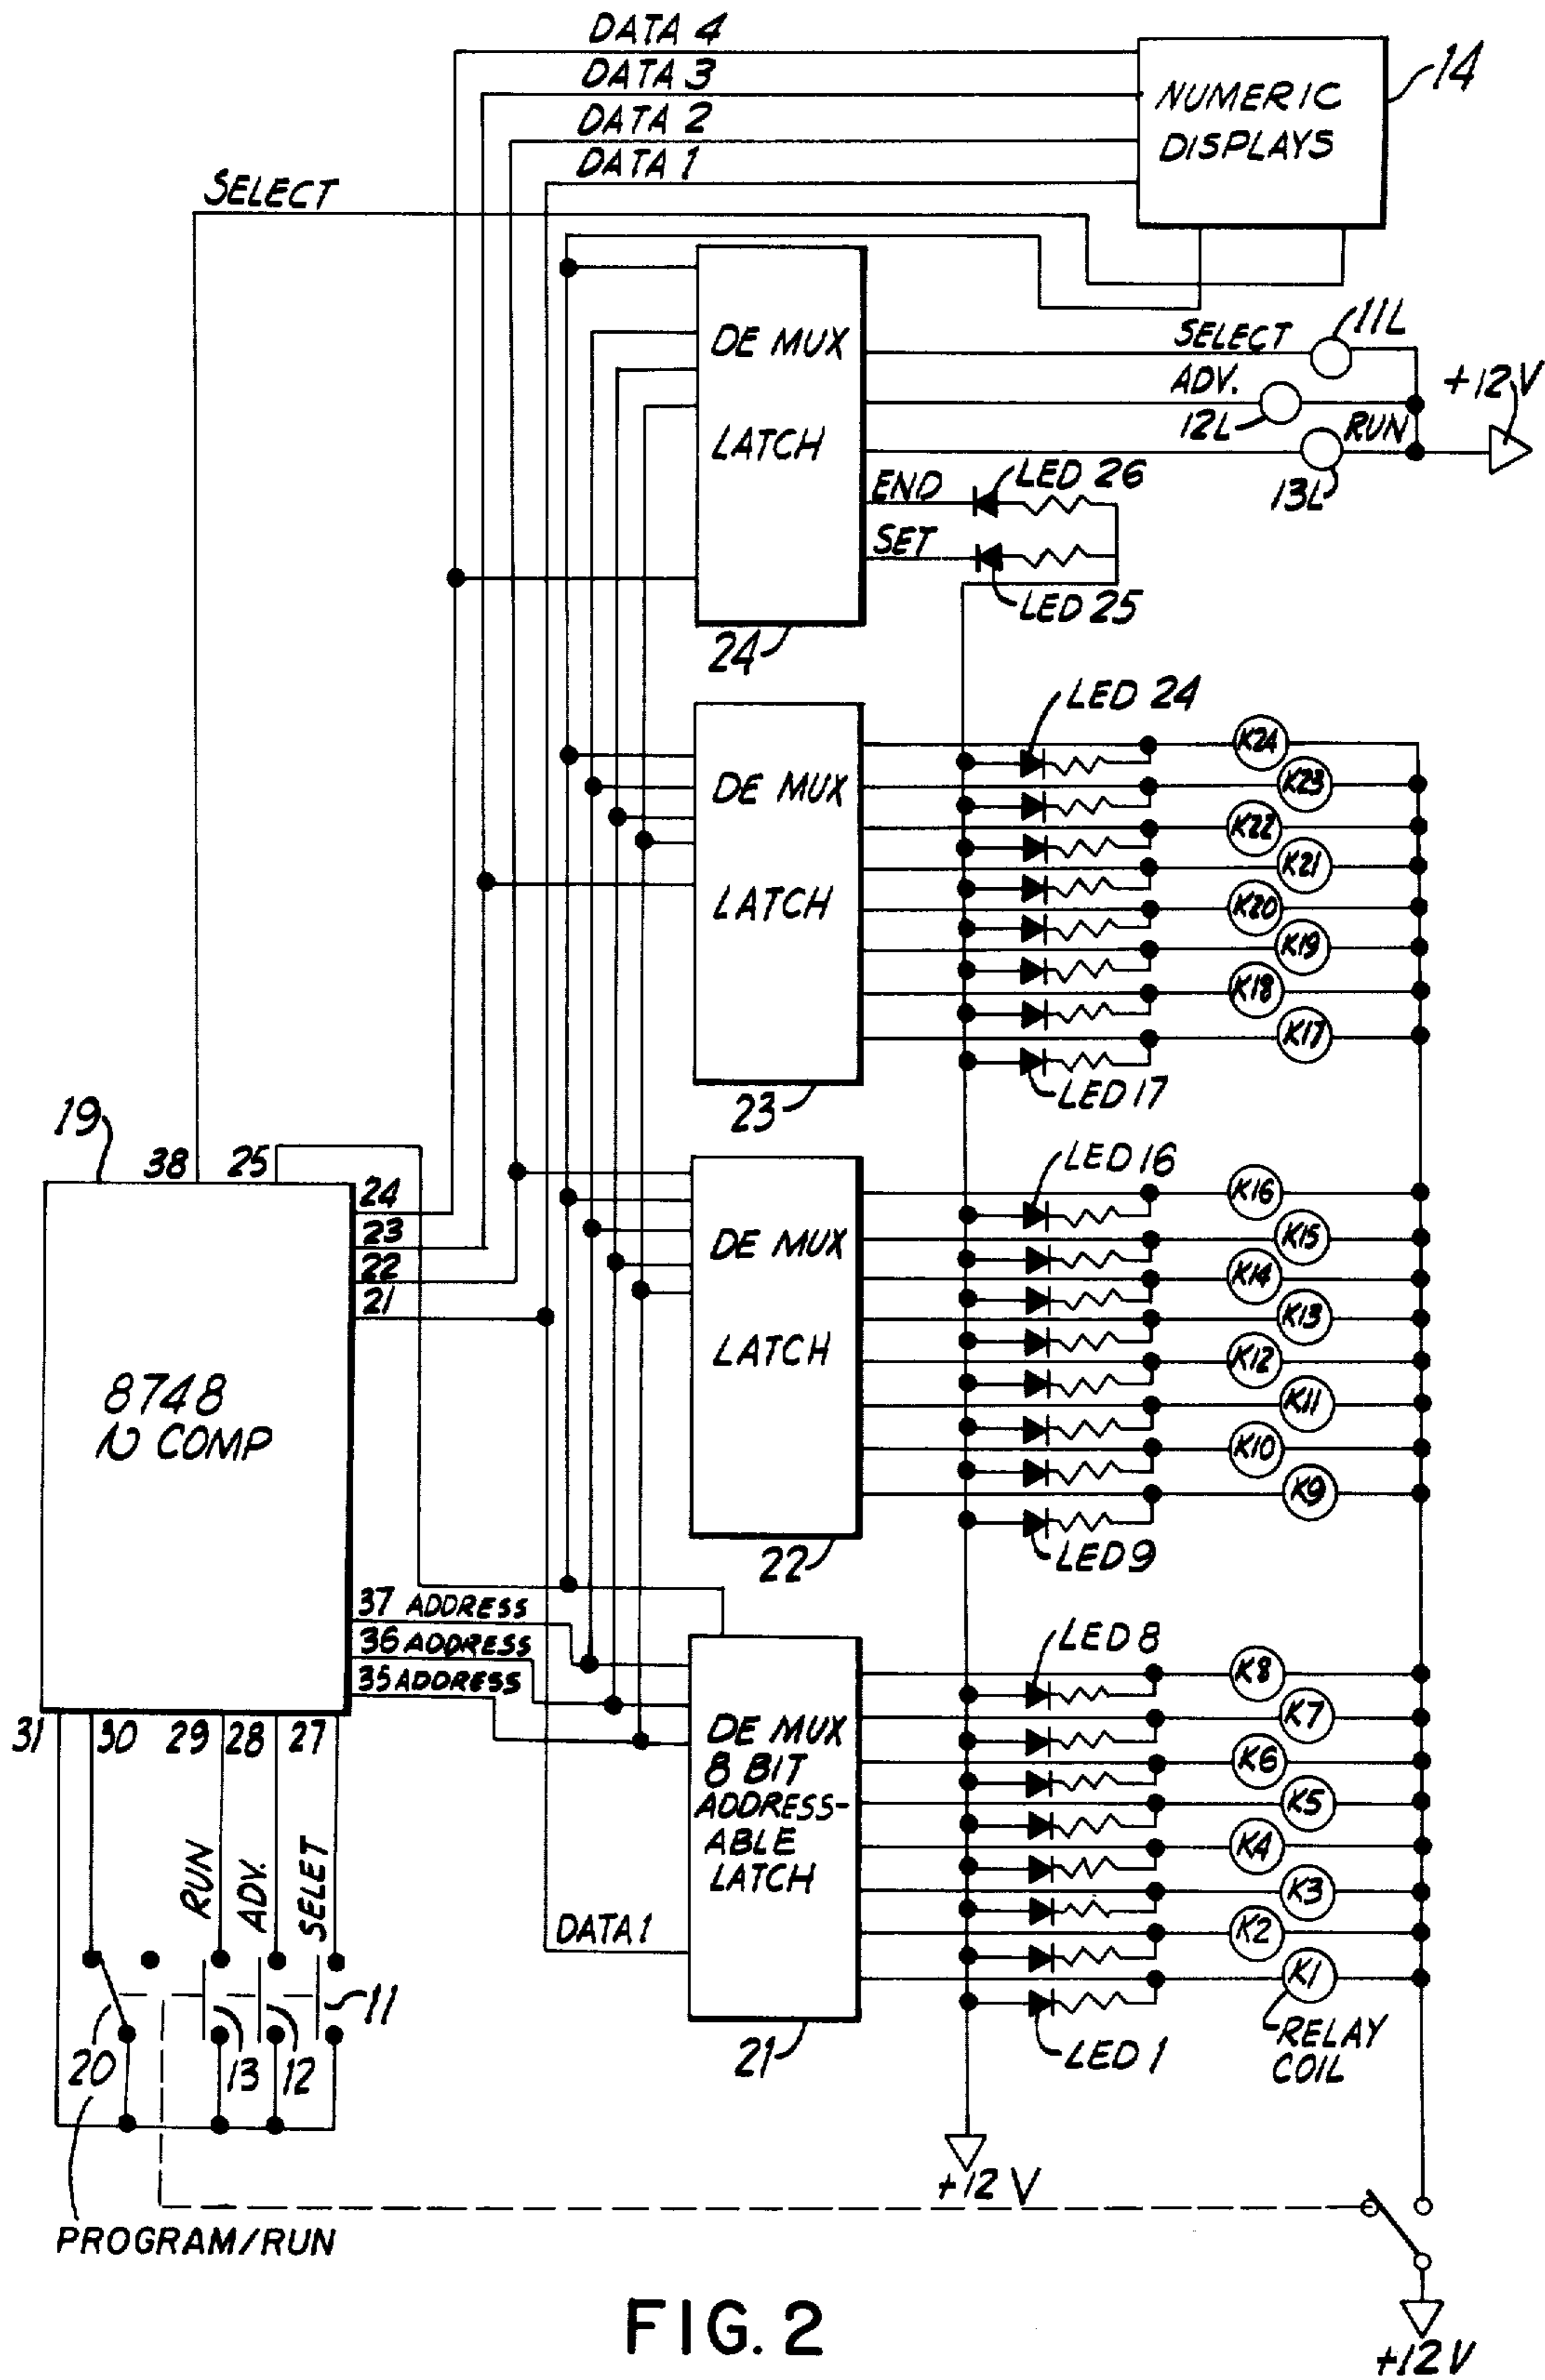 DATA 4
DATA 3
DATA 2
DATA 1
SELECT
NUMERIC
DISPLAYS
14
DE MUX
LATCH
24
SELECT
11L
ADV.
12L
RUN
13L
+12V
END
LED 26
SET
LED 25
LED 24
DE MUX
LATCH
23
K24
K23
K22
K21
K20
K19
K18
K17
LED 17
19
38
25
24
23
22
21
8748
COMP
DE MUX
LATCH
22
LED 16
K16
K15
K14
K13
K12
K11
K10
K9
LED 9
37 ADDRESS
36 ADDRESS
35 ADDRESS
31
30
29
28
27
RUN
ADV.
SELET
20
13
12
11
PROGRAM/RUN
DE MUX
8 BIT
ADDRESS-
ABLE
LATCH
DATA 1
21
LED 8
K8
K7
K6
K5
K4
K3
K2
K1
LED 1
RELAY
COIL
+12 V
+12V
FIG. 2